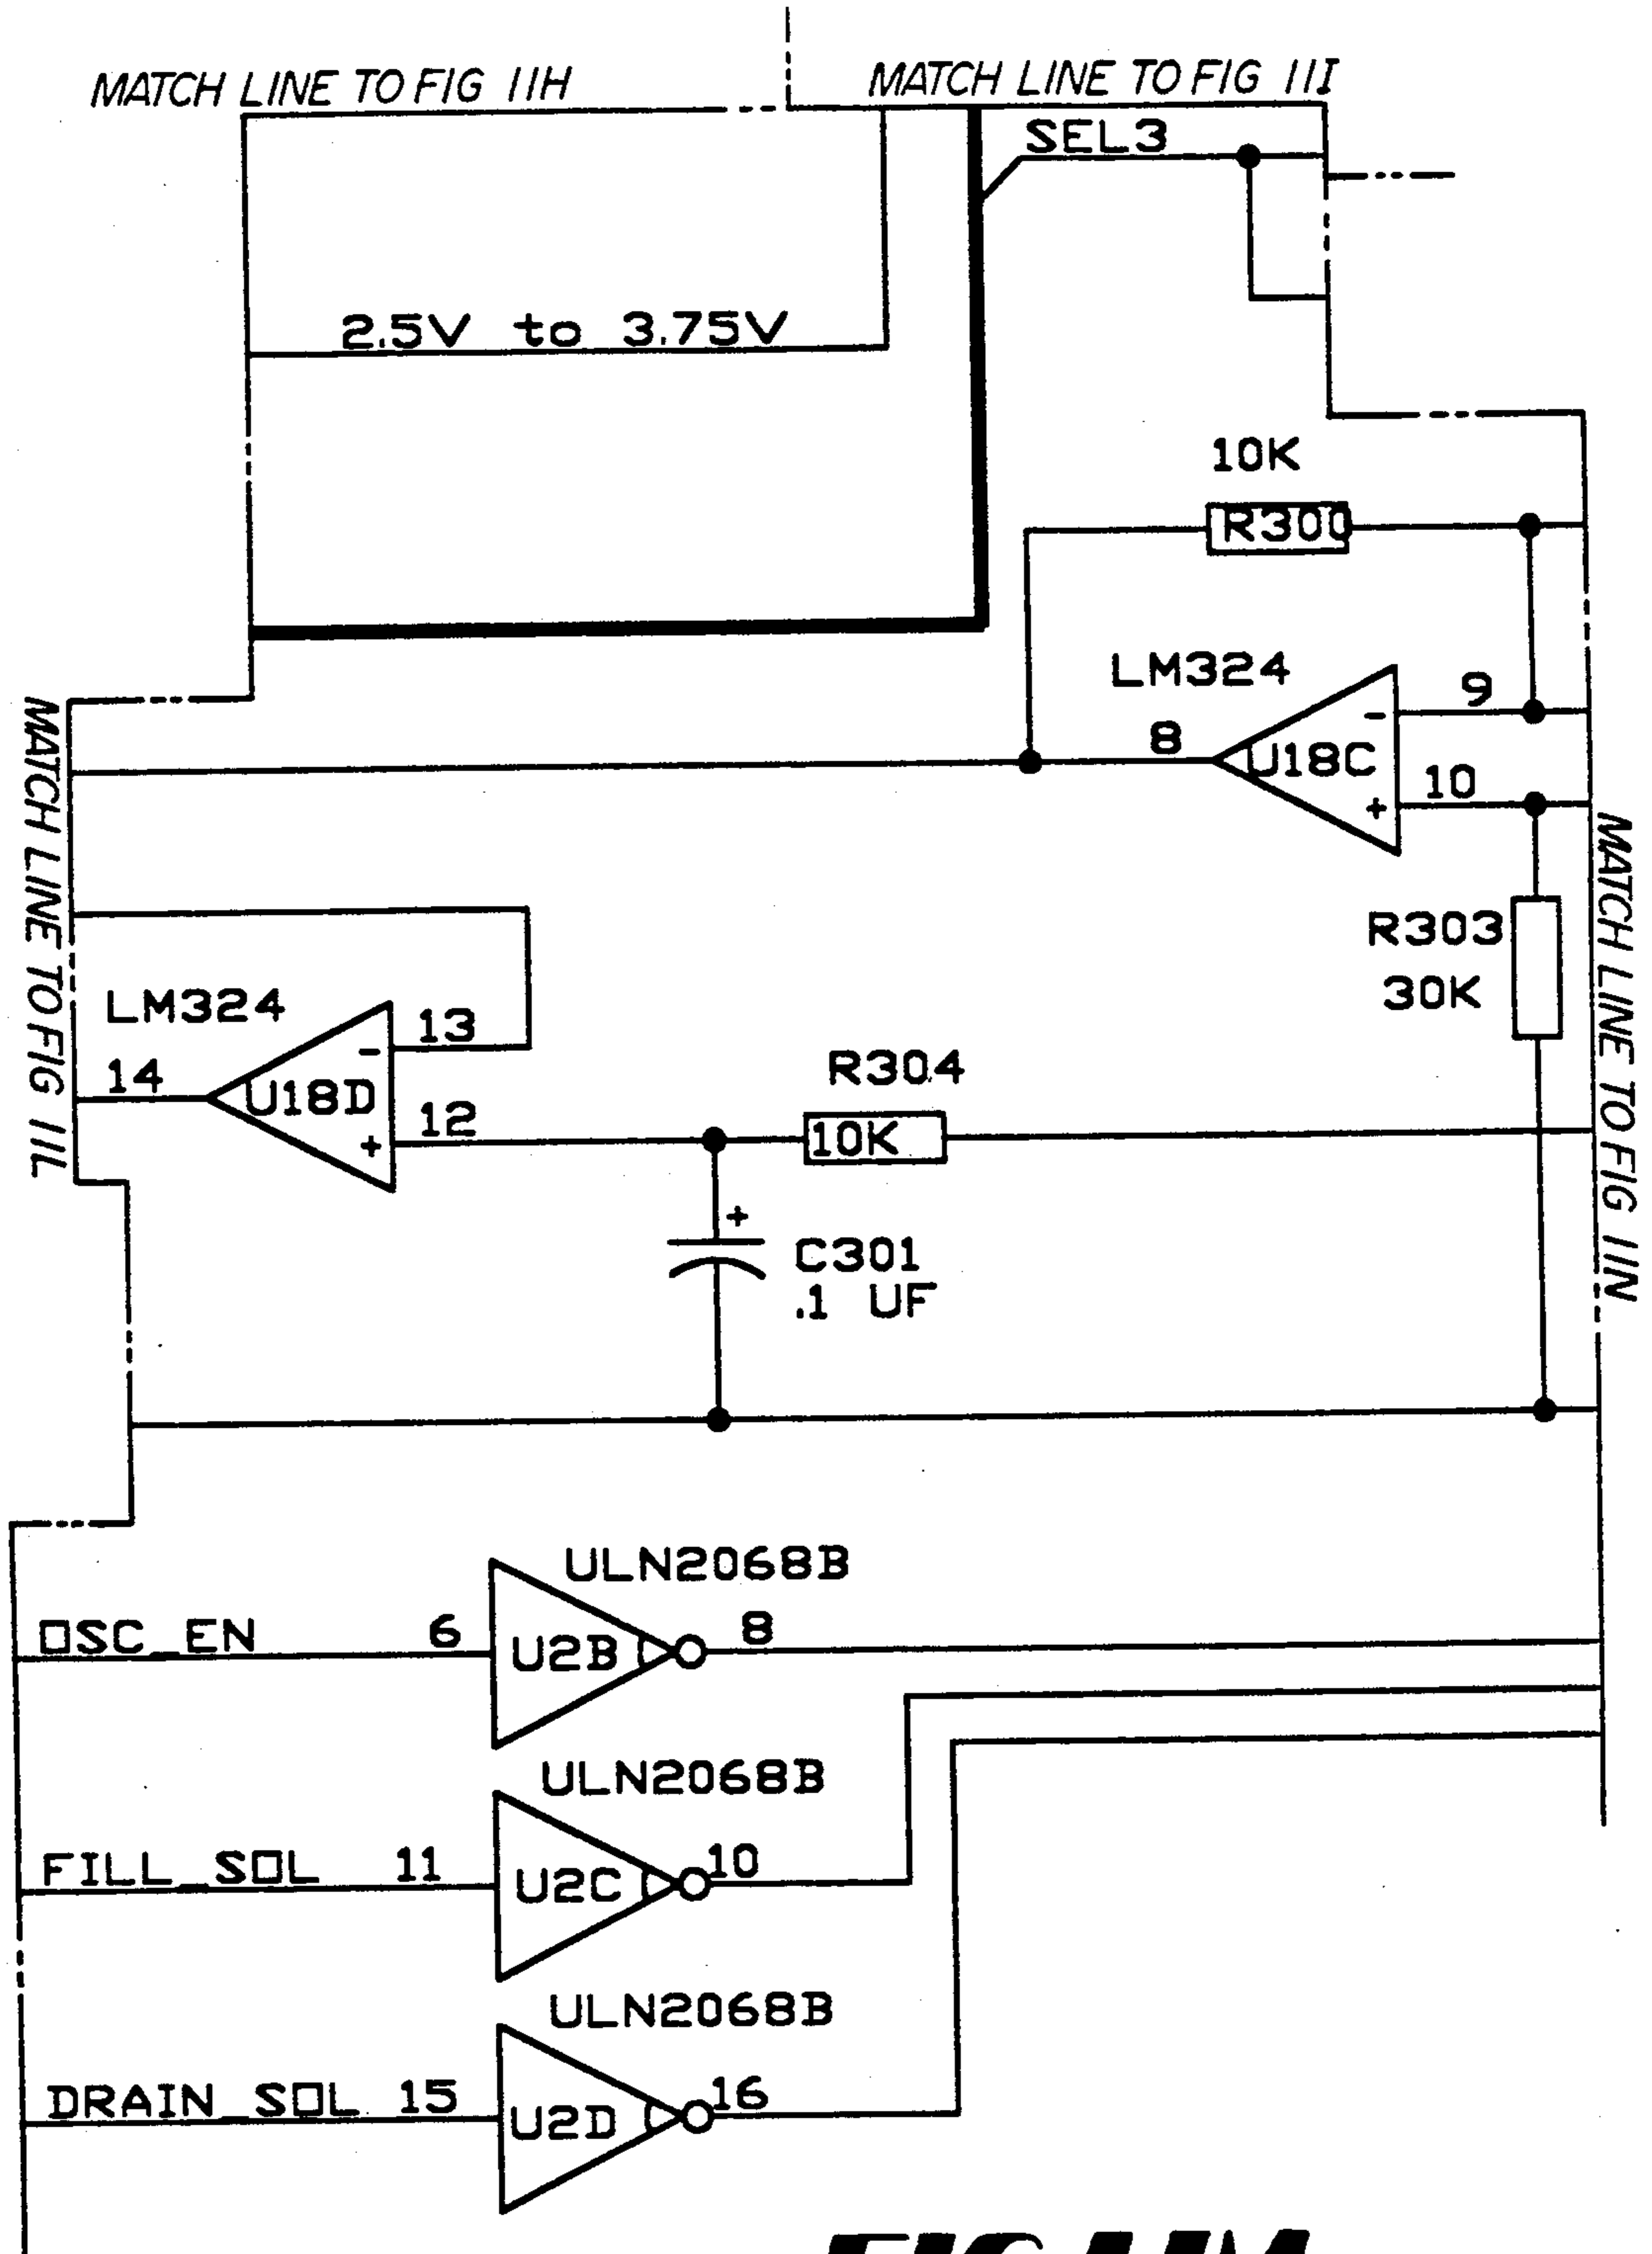 MATCH LINE TO FIG 11H
MATCH LINE TO FIG 11I
SEL3
2.5V to 3.75V
10K
R300
LM324
9
8
U18C
-
10
+
MATCH LINE TO FIG 11L
MATCH LINE TO FIG 11N
R303
30K
LM324
13
-
14
U18D
12
+
R304
10K
+
C301
.1 UF
ULN2068B
OSC_EN
6
U2B
8
ULN2068B
FILL_SOL
11
U2C
10
ULN2068B
DRAIN_SOL
15
U2D
16